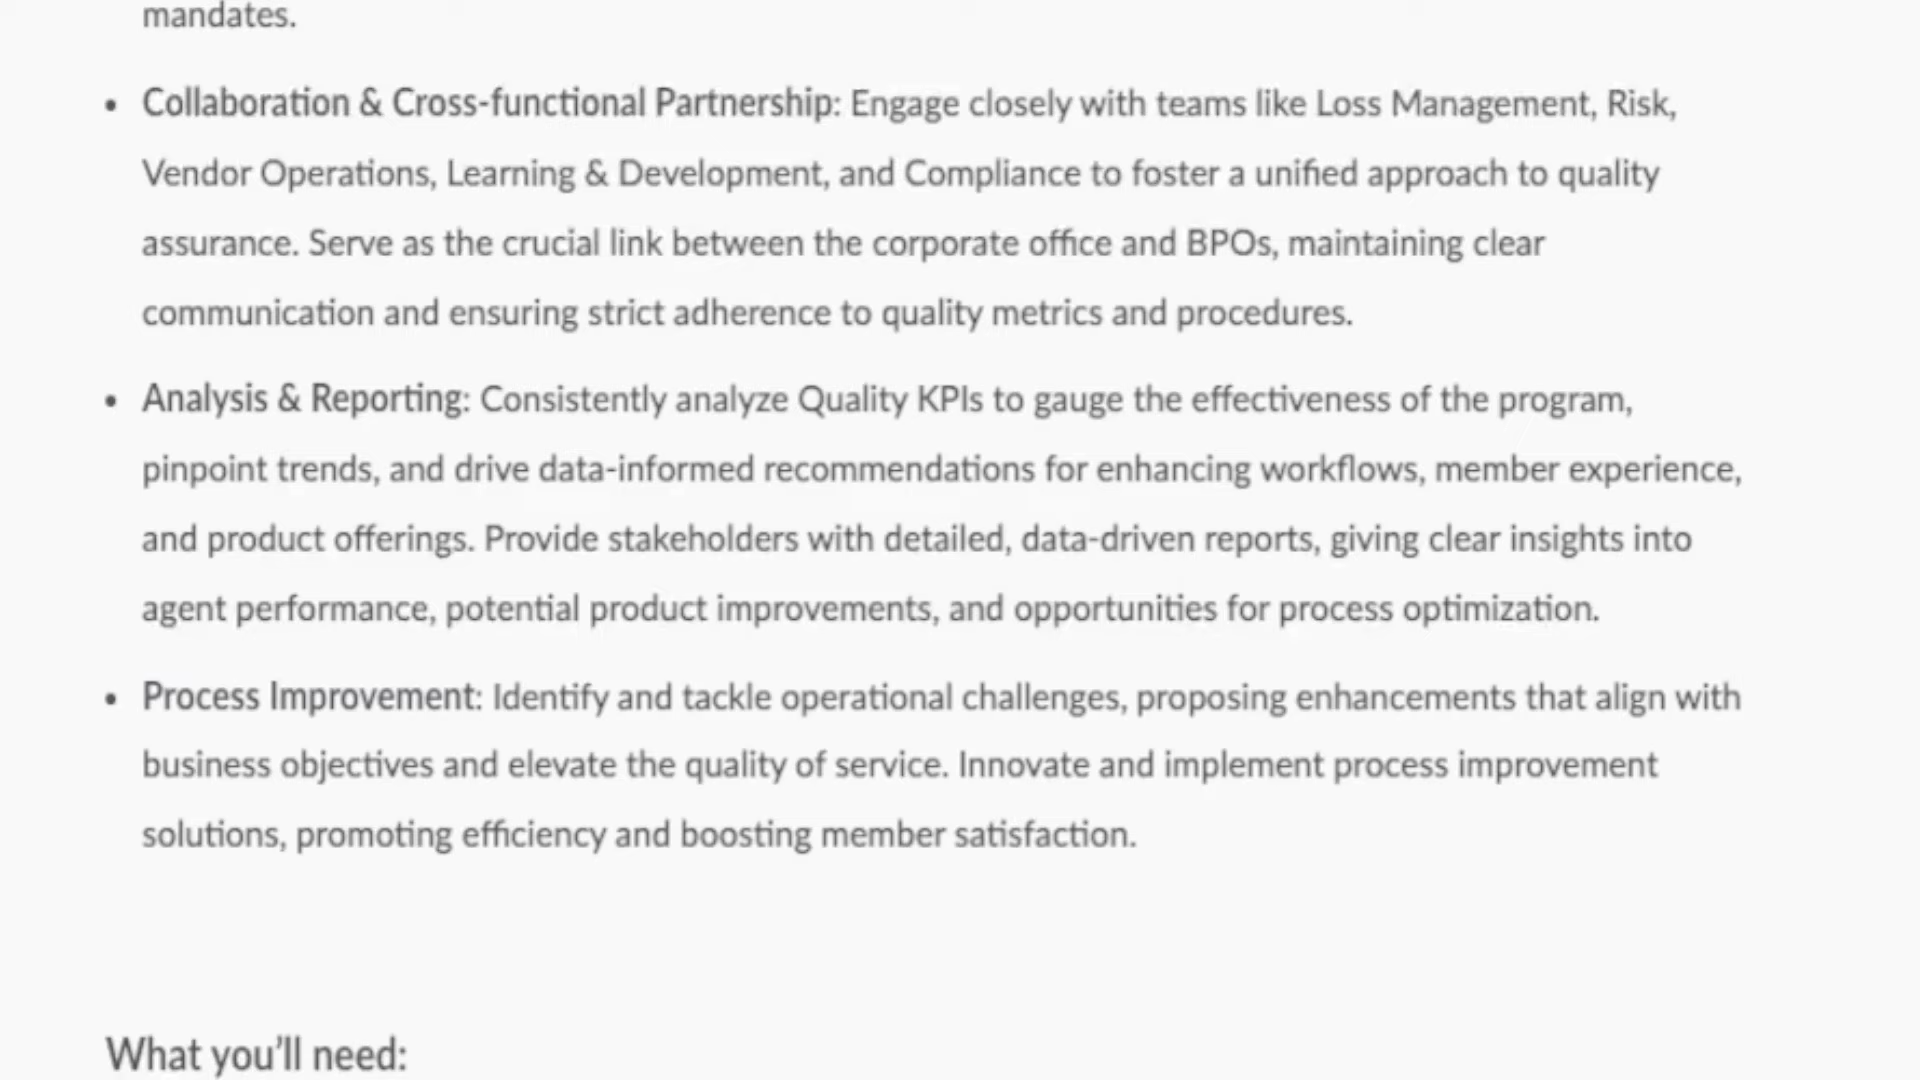 mandates.
• Collaboration & Cross-functional Partnership: Engage closely with teams like Loss Management, Risk,
Vendor Operations, Learning & Development, and Compliance to foster a unified approach to quality
assurance. Serve as the crucial link between the corporate office and BPOs, maintaining clear
communication and ensuring strict adherence to quality metrics and procedures.
• Analysis & Reporting: Consistently analyze Quality KPIs to gauge the effectiveness of the program,
pinpoint trends, and drive data-informed recommendations for enhancing workflows, member experience,
and product offerings. Provide stakeholders with detailed, data-driven reports, giving clear insights into
agent performance, potential product improvements, and opportunities for process optimization.
• Process Improvement: Identify and tackle operational challenges, proposing enhancements that align with
business objectives and elevate the quality of service. Innovate and implement process improvement
solutions, promoting efficiency and boosting member satisfaction.
What you’ll need: